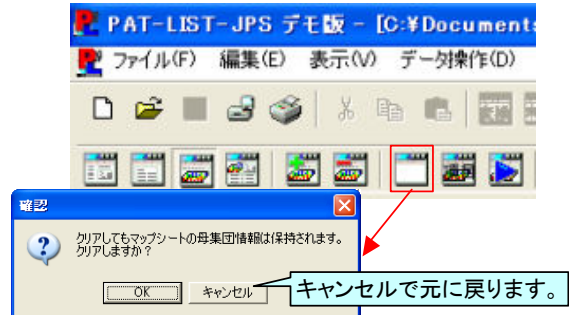 PAT-LIST-JPS デモ版 - [C:¥Documents
ファイル(F) 編集(E) 表示(V) データ操作(D)
確認
クリアしてもマップシートの母集団情報は保持されます。
クリアしますか?
OK キャンセル
キャンセルで元に戻ります。